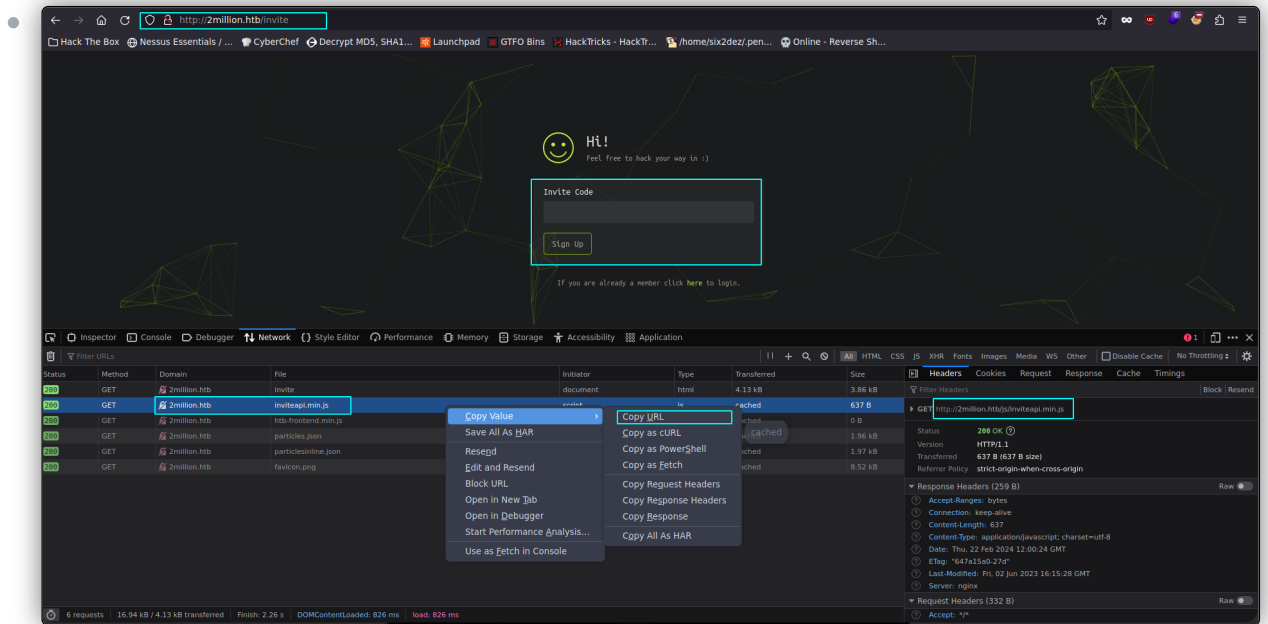 http://2million.htb/invite
Hack The Box Nessus Essentials / ... CyberChef Decrypt MD5, SHA1... Launchpad GTFO Bins HackTricks - HackTr... /home/six2dez/.pen... Online - Reverse Sh...
Hi!
Feel free to hack your way in :)
Invite Code
Sign Up
If you are already a member click here to login.
Inspector Console Debugger Network Style Editor Performance Memory Storage Accessibility Application 1
Filter URLs All HTML CSS JS XHR Fonts Images Media WS Other Disable Cache No Throttling
Status Method Domain File Initiator Type Transferred Size
200 GET 2million.htb invite document html 4.13 kB 3.86 kB
200 GET 2million.htb inviteapi.min.js script js cached 637 B
200 GET 2million.htb htb-frontend.min.js cached 0 B
200 GET 2million.htb particles.json cached 1.96 kB
200 GET 2million.htb particlesinline.json cached 1.97 kB
200 GET 2million.htb favicon.png cached 8.52 kB
Copy Value
Save All As HAR
Resend
Edit and Resend
Block URL
Open in New Tab
Open in Debugger
Start Performance Analysis...
Use as Fetch in Console
Copy URL
Copy as cURL
Copy as PowerShell
Copy as Fetch
Copy Request Headers
Copy Response Headers
Copy Response
Copy All As HAR
cached
Headers Cookies Request Response Cache Timings
Filter Headers Block Resend
GET http://2million.htb/js/inviteapi.min.js
Status 200 OK
Version HTTP/1.1
Transferred 637 B (637 B size)
Referrer Policy strict-origin-when-cross-origin
Response Headers (259 B) Raw
Accept-Ranges: bytes
Connection: keep-alive
Content-Length: 637
Content-Type: application/javascript; charset=utf-8
Date: Thu, 22 Feb 2024 12:00:24 GMT
ETag: "647a15a0-27d"
Last-Modified: Fri, 02 Jun 2023 16:15:28 GMT
Server: nginx
Request Headers (332 B) Raw
Accept: */*
6 requests 16.94 kB / 4.13 kB transferred Finish: 2.26 s DOMContentLoaded: 826 ms load: 826 ms